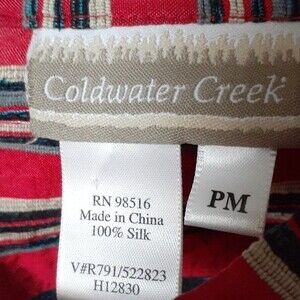 Coldwater Creek
RN 98516
Made in China
100% Silk
V#R791/522823
H12830
PM